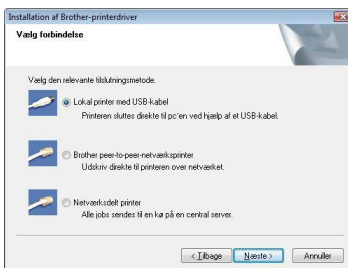 Installation af Brother-printerdriver
Vælg forbindelse
Vælg den relevante tilslutningsmetode.
Lokal printer med USB-kabel
Printeren sluttes direkte til pc'en ved hjælp af et USB-kabel.
Brother peer-to-peer-netværksprinter
Udskriv direkte til printeren over netværket.
Netværksdelt printer
Alle jobs sendes til en kø på en central server.
< Tilbage Næste > Annuller